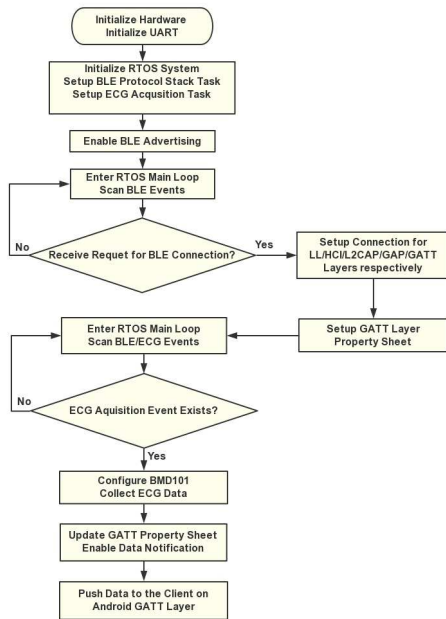 Initialize Hardware
Initialize UART
Initialize RTOS System
Setup BLE Protocol Stack Task
Setup ECG Acqusition Task
Enable BLE Advertising
Enter RTOS Main Loop
Scan BLE Events
No
Receive Requet for BLE Connection?
Yes
Setup Connection for
LL/HCI/L2CAP/GAP/GATT
Layers respectively
Enter RTOS Main Loop
Scan BLE/ECG Events
Setup GATT Layer
Property Sheet
No
ECG Aquisition Event Exists?
Yes
Configure BMD101
Collect ECG Data
Update GATT Property Sheet
Enable Data Notification
Push Data to the Client on
Android GATT Layer